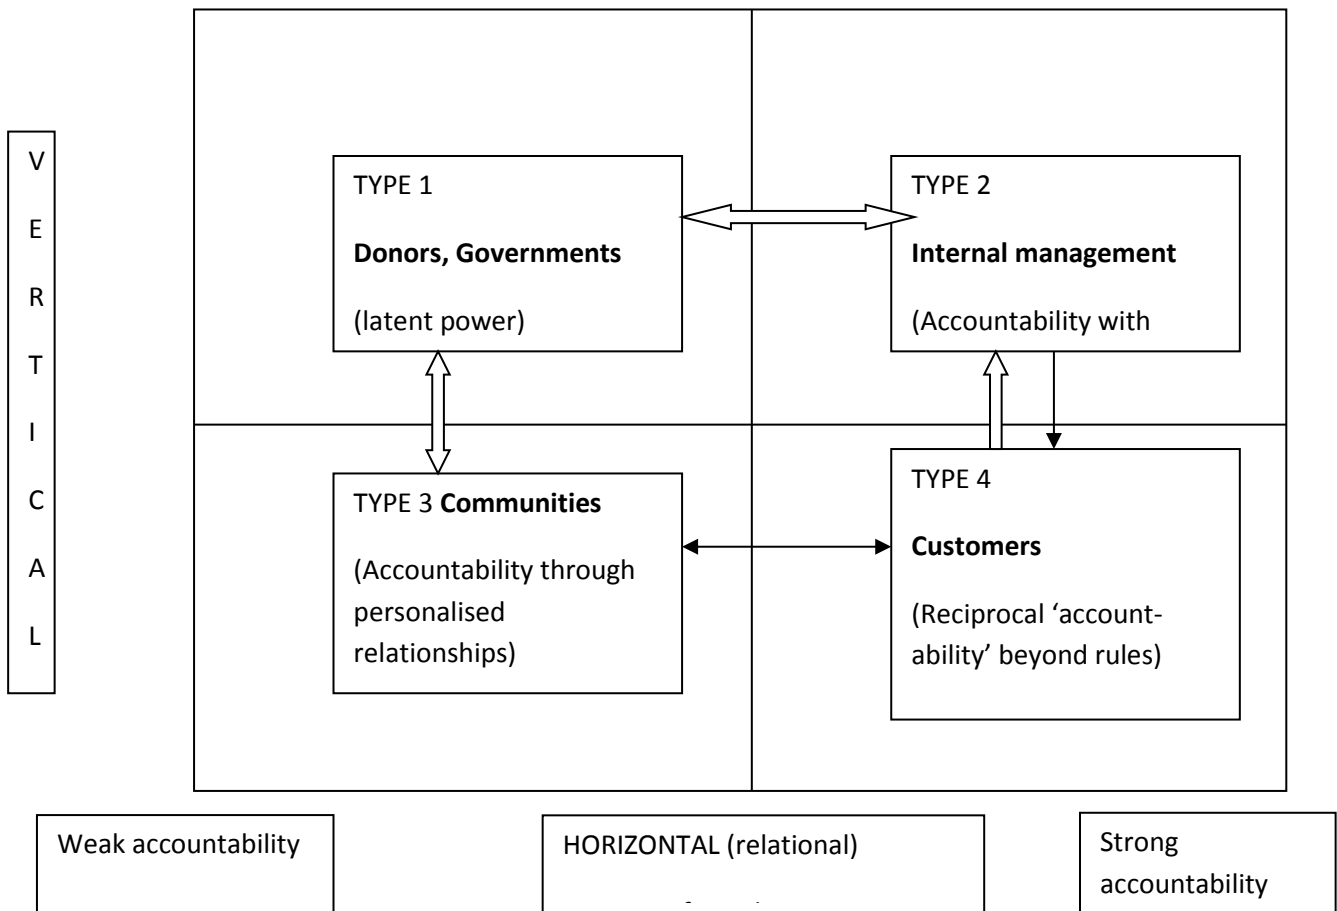 V
E
R
T
I
C
A
L
TYPE 1
Donors, Governments
(latent power)
TYPE 2
Internal management
(Accountability with
TYPE 3 Communities
(Accountability through
personalised
relationships)
TYPE 4
Customers
(Reciprocal ‘account-
ability’ beyond rules)
Weak accountability
HORIZONTAL (relational)
Strong
accountability